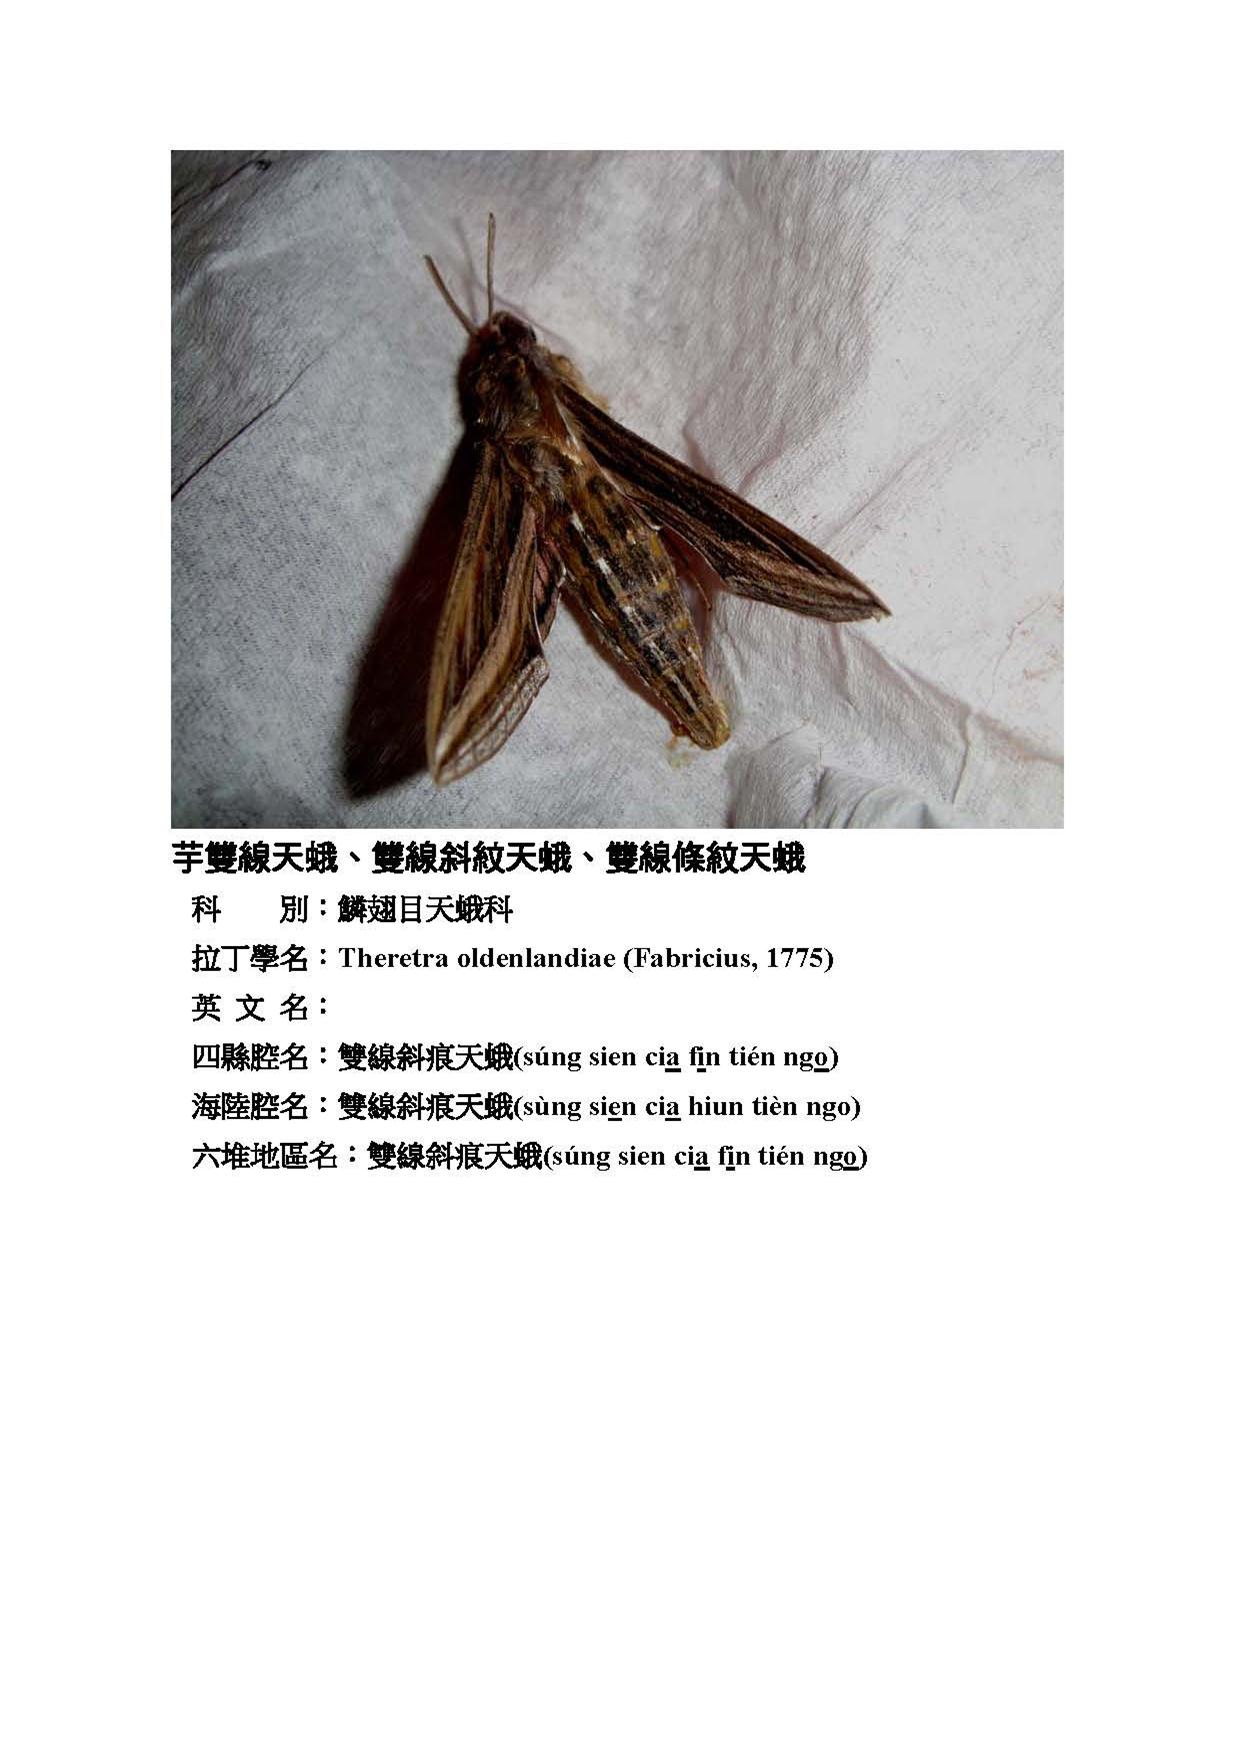 芋雙線天蛾、雙線斜紋天蛾、雙線條紋天蛾
科　　別：鱗翅目天蛾科
拉丁學名：Theretra oldenlandiae (Fabricius, 1775)
英 文 名：
四縣腔名：雙線斜痕天蛾(súng sien cia̲ fi̲n tién ngo̲)
海陸腔名：雙線斜痕天蛾(sùng sie̲n cia̲ hiun tièn ngo)
六堆地區名：雙線斜痕天蛾(súng sien cia̲ fi̲n tién ngo̲)